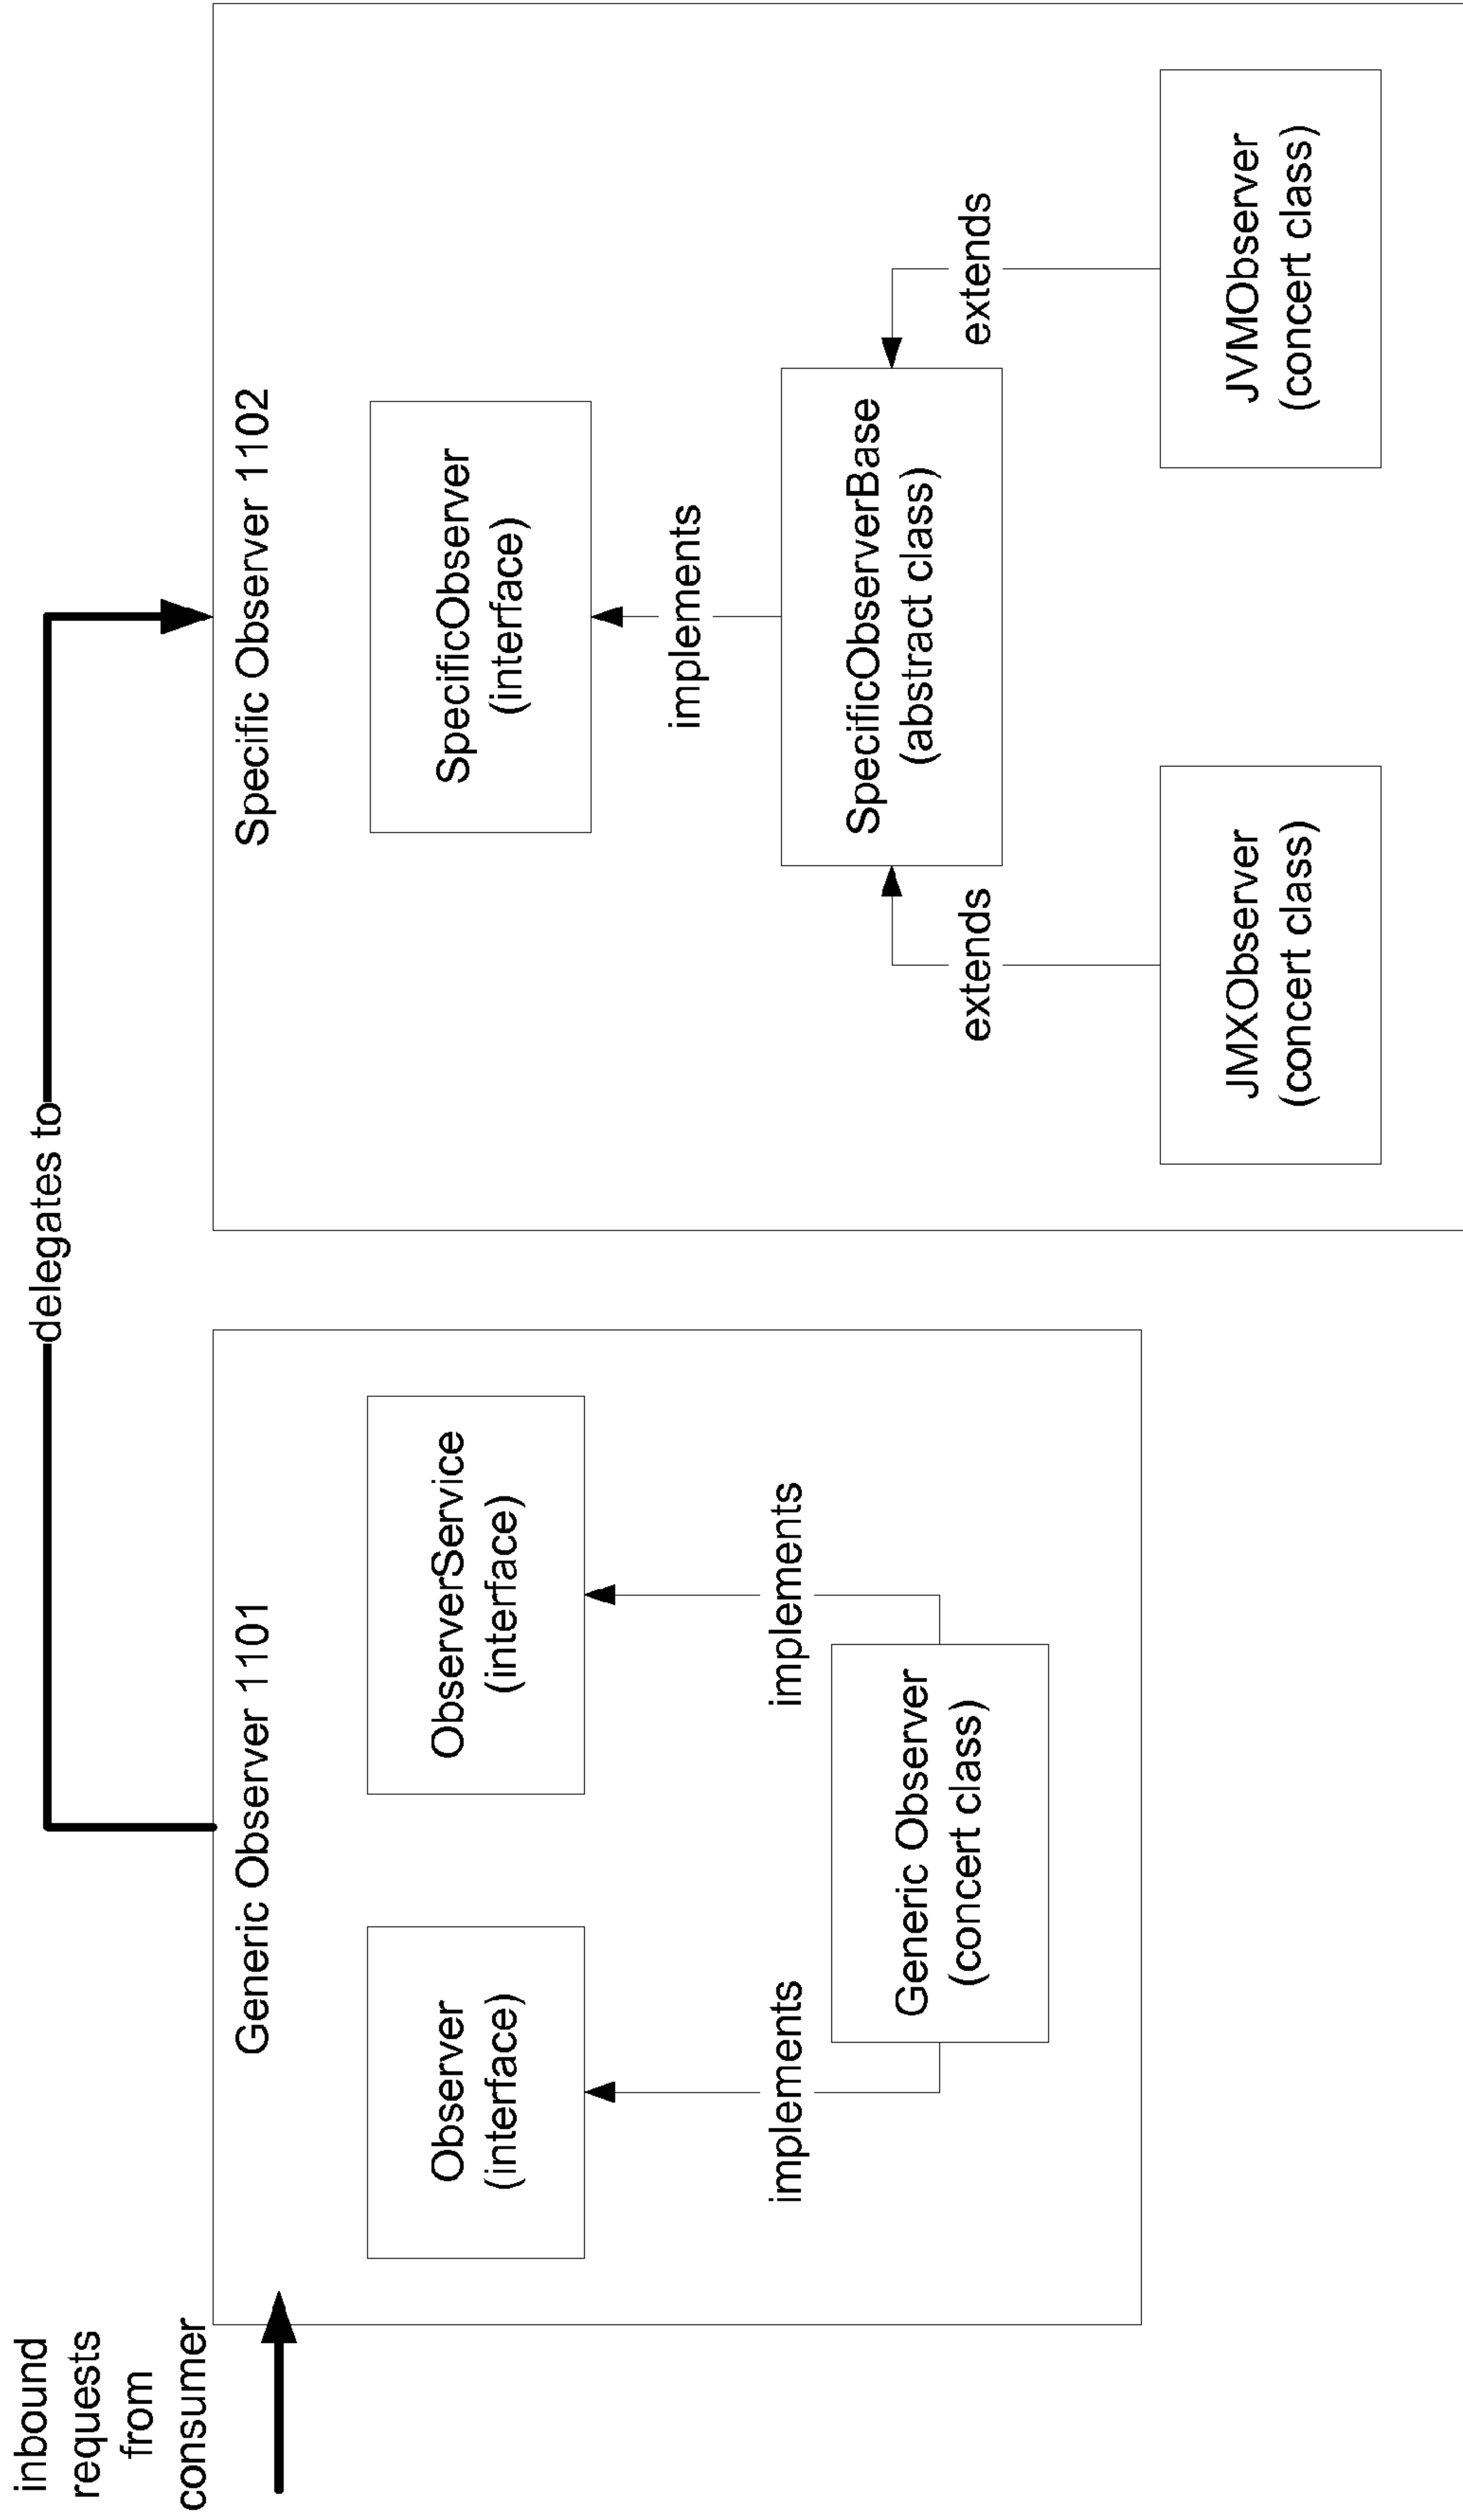 inbound
requests
from
consumer
delegates to
Generic Observer 1101
Observer
(interface)
ObserverService
(interface)
implements
implements
Generic Observer
(concert class)
Specific Observer 1102
SpecificObserver
(interface)
implements
SpecificObserverBase
(abstract class)
extends
extends
JMXObserver
(concert class)
JVMObserver
(concert class)